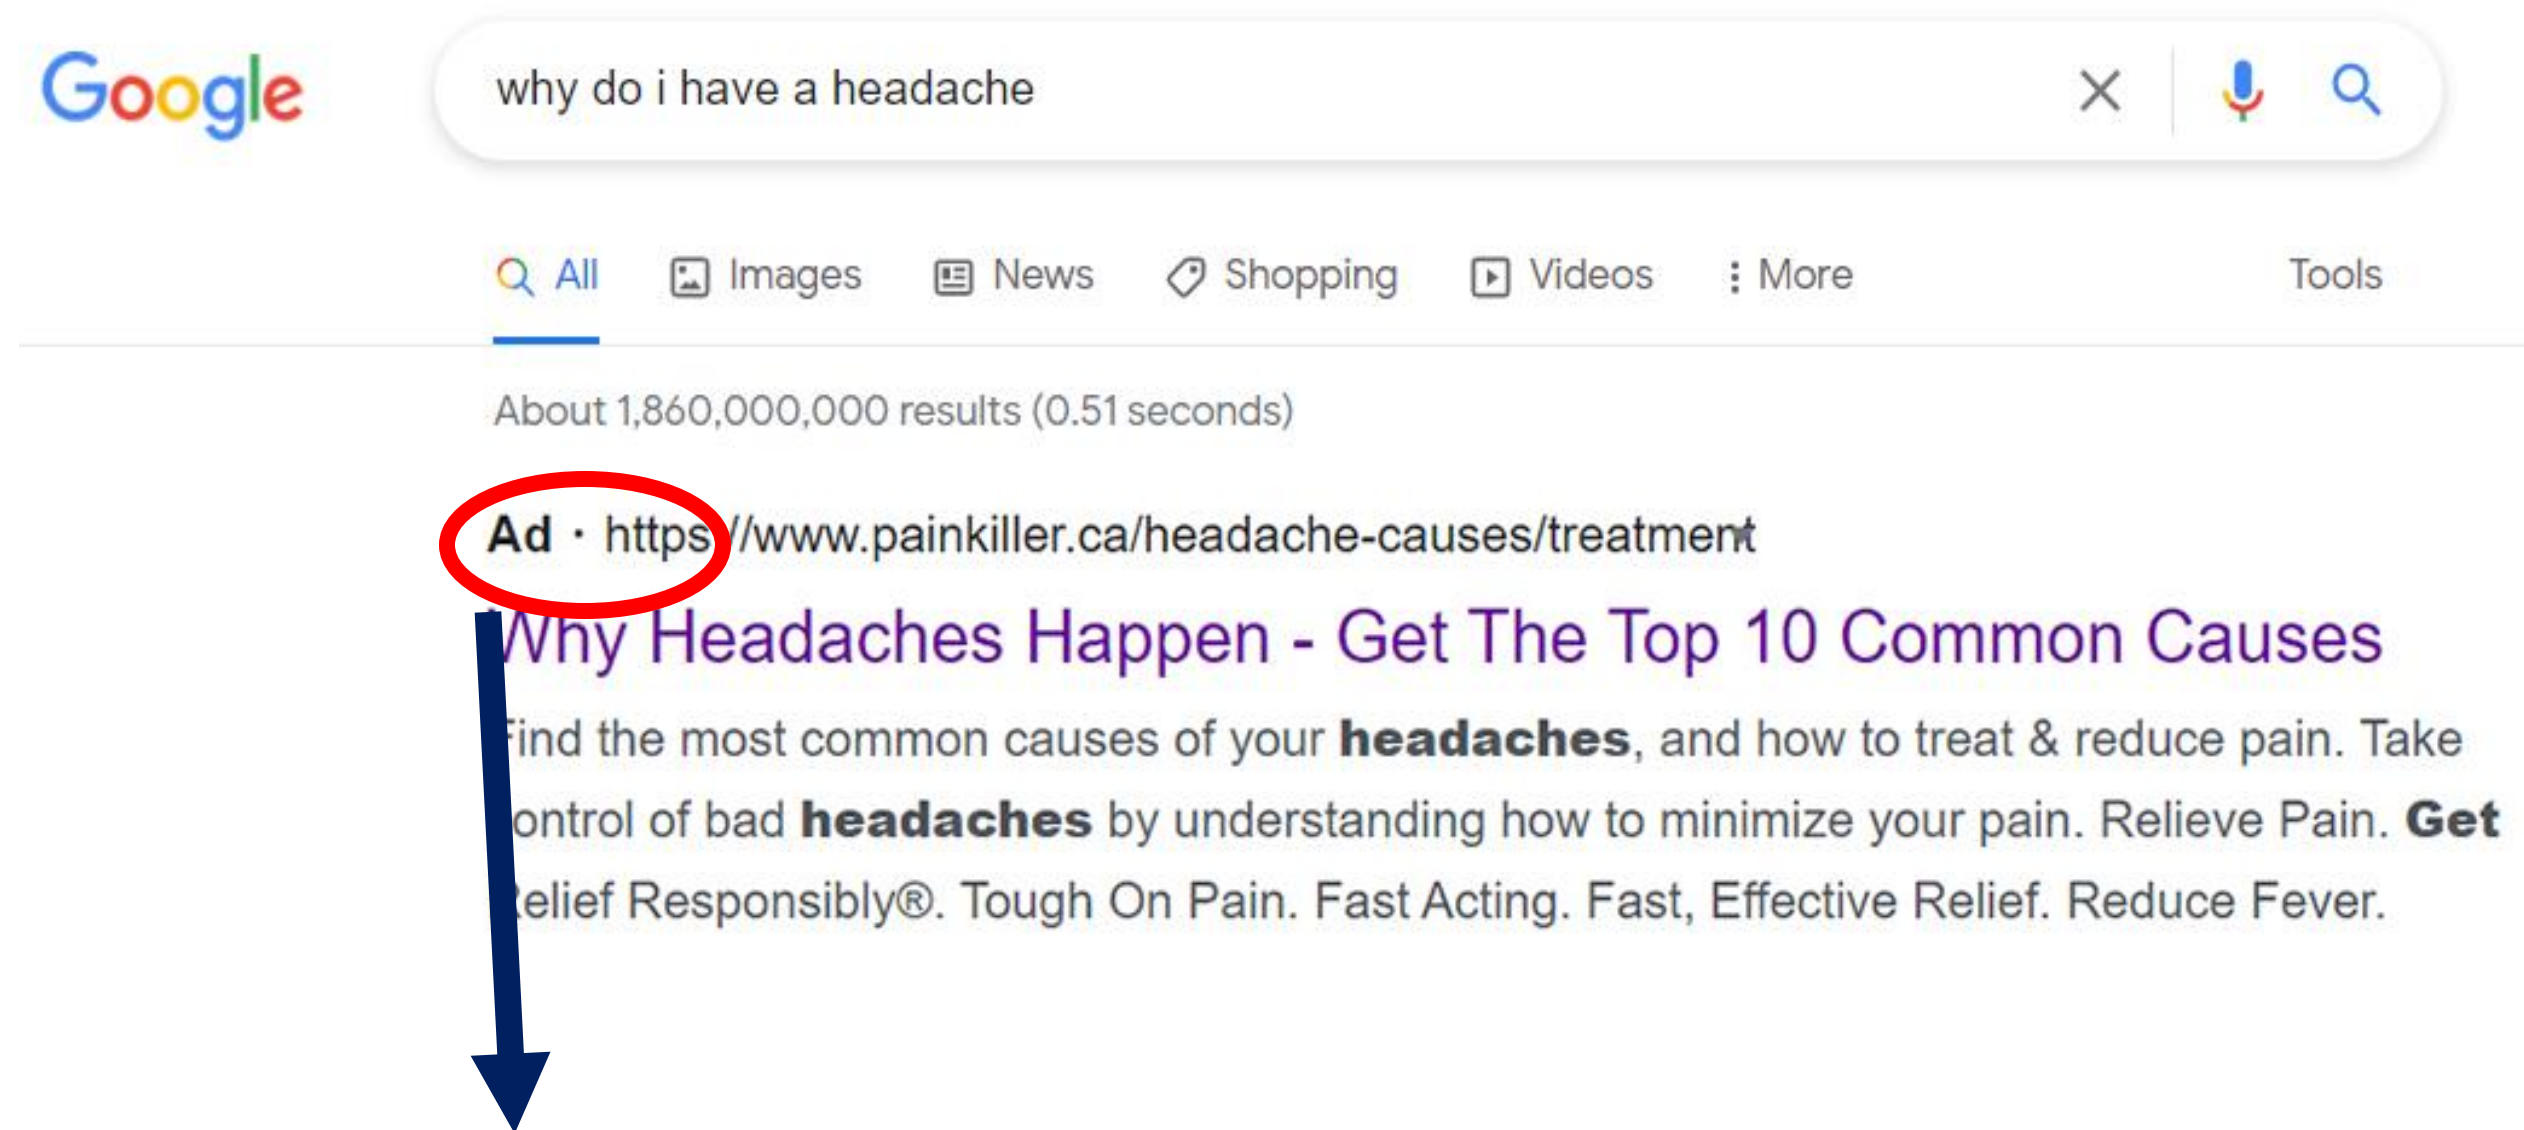 Google
why do i have a headache
All Images News Shopping Videos More Tools
About 1,860,000,000 results (0.51 seconds)
Ad · https://www.painkiller.ca/headache-causes/treatment
Why Headaches Happen - Get The Top 10 Common Causes
Find the most common causes of your headaches, and how to treat & reduce pain. Take
control of bad headaches by understanding how to minimize your pain. Relieve Pain. Get
Relief Responsibly®. Tough On Pain. Fast Acting. Fast, Effective Relief. Reduce Fever.